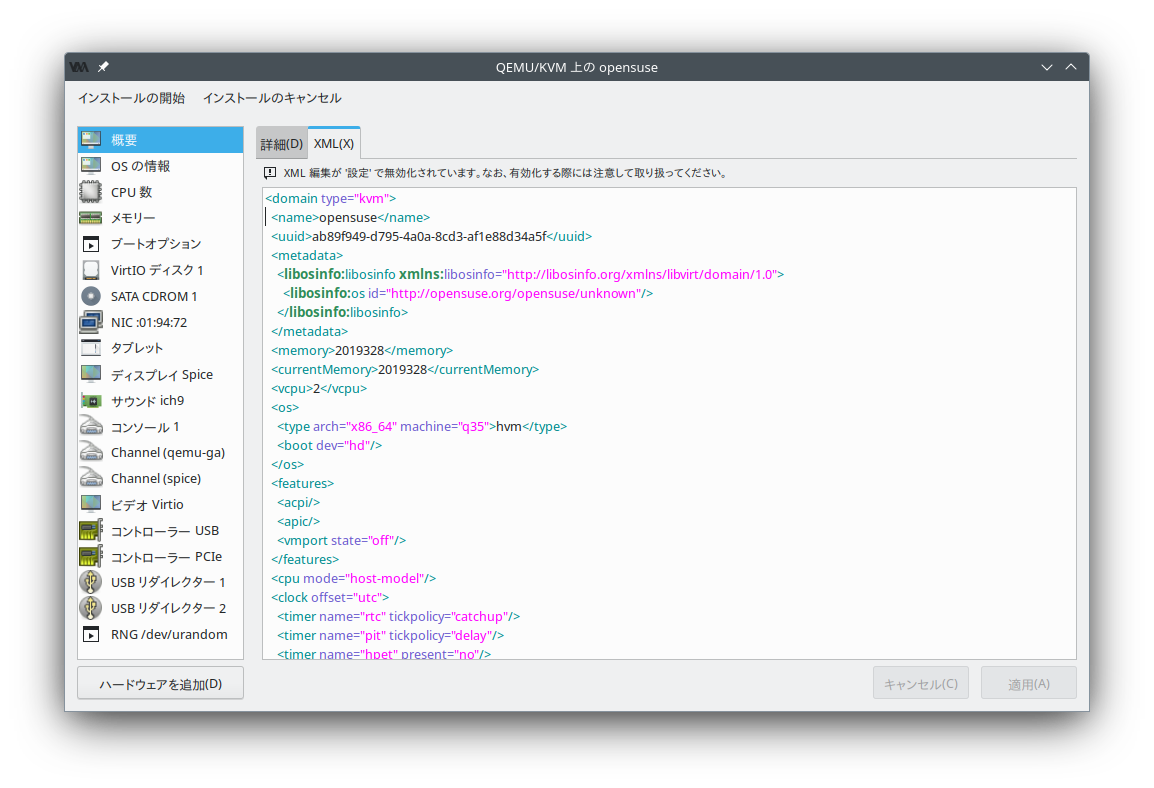 QEMU/KVM 上の opensuse
インストールの開始 インストールのキャンセル
概要
OS の情報
CPU 数
メモリー
ブートオプション
VirtIO ディスク 1
SATA CDROM 1
NIC :01:94:72
タブレット
ディスプレイ Spice
サウンド ich9
コンソール 1
Channel (qemu-ga)
Channel (spice)
ビデオ Virtio
コントローラー USB
コントローラー PCIe
USB リダイレクター 1
USB リダイレクター 2
RNG /dev/urandom
ハードウェアを追加(D)
詳細(D) XML(X)
XML 編集が '設定' で無効化されています。なお、有効化する際には注意して取り扱ってください。
<domain type="kvm">
<name>opensuse</name>
<uuid>ab89f949-d795-4a0a-8cd3-af1e88d34a5f</uuid>
<metadata>
<libosinfo:libosinfo xmlns:libosinfo="http://libosinfo.org/xmlns/libvirt/domain/1.0">
<libosinfo:os id="http://opensuse.org/opensuse/unknown"/>
</libosinfo:libosinfo>
</metadata>
<memory>2019328</memory>
<currentMemory>2019328</currentMemory>
<vcpu>2</vcpu>
<os>
<type arch="x86_64" machine="q35">hvm</type>
<boot dev="hd"/>
</os>
<features>
<acpi/>
<apic/>
<vmport state="off"/>
</features>
<cpu mode="host-model"/>
<clock offset="utc">
<timer name="rtc" tickpolicy="catchup"/>
<timer name="pit" tickpolicy="delay"/>
<timer name="hpet" present="no"/>
キャンセル(C) 適用(A)